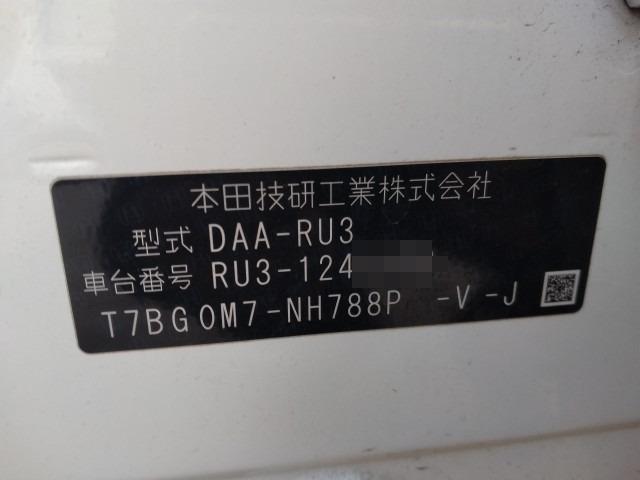 本田技研工業株式会社
型式 DAA-RU3
車台番号 RU3-124
T7BG0M7-NH788P -V-J